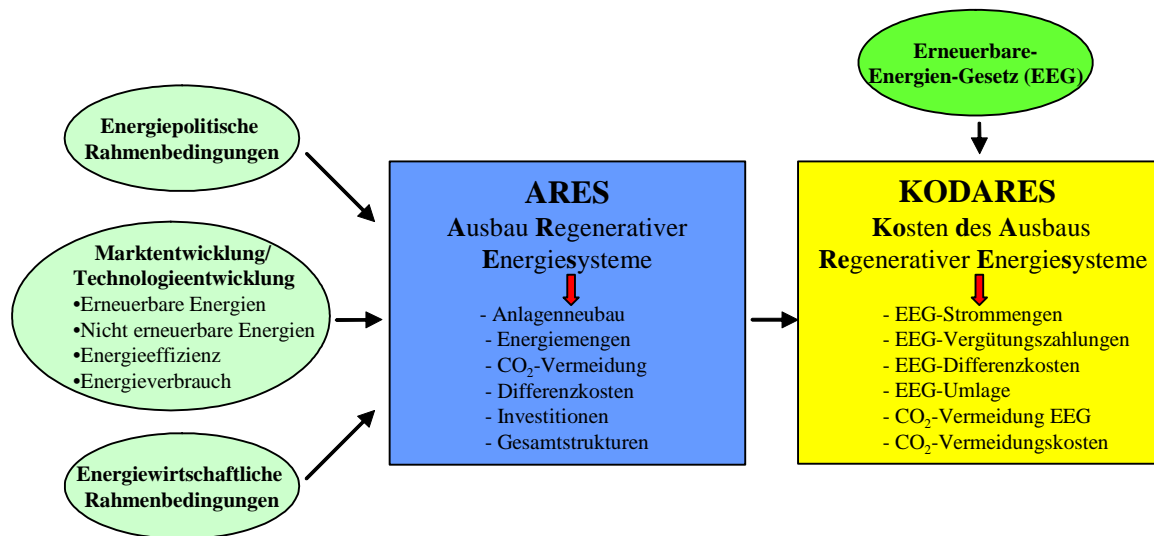 Erneuerbare-
Energien-Gesetz (EEG)
Energiepolitische
Rahmenbedingungen
Marktentwicklung/
Technologieentwicklung
•Erneuerbare Energien
•Nicht erneuerbare Energien
•Energieeffizienz
•Energieverbrauch
Energiewirtschaftliche
Rahmenbedingungen
ARES
Ausbau Regenerativer
Energiesysteme
- Anlagenneubau
- Energiemengen
- CO₂-Vermeidung
- Differenzkosten
- Investitionen
- Gesamtstrukturen
KODARES
Kosten des Ausbaus
Regenerativer Energiesysteme
- EEG-Strommengen
- EEG-Vergütungszahlungen
- EEG-Differenzkosten
- EEG-Umlage
- CO₂-Vermeidung EEG
- CO₂-Vermeidungskosten